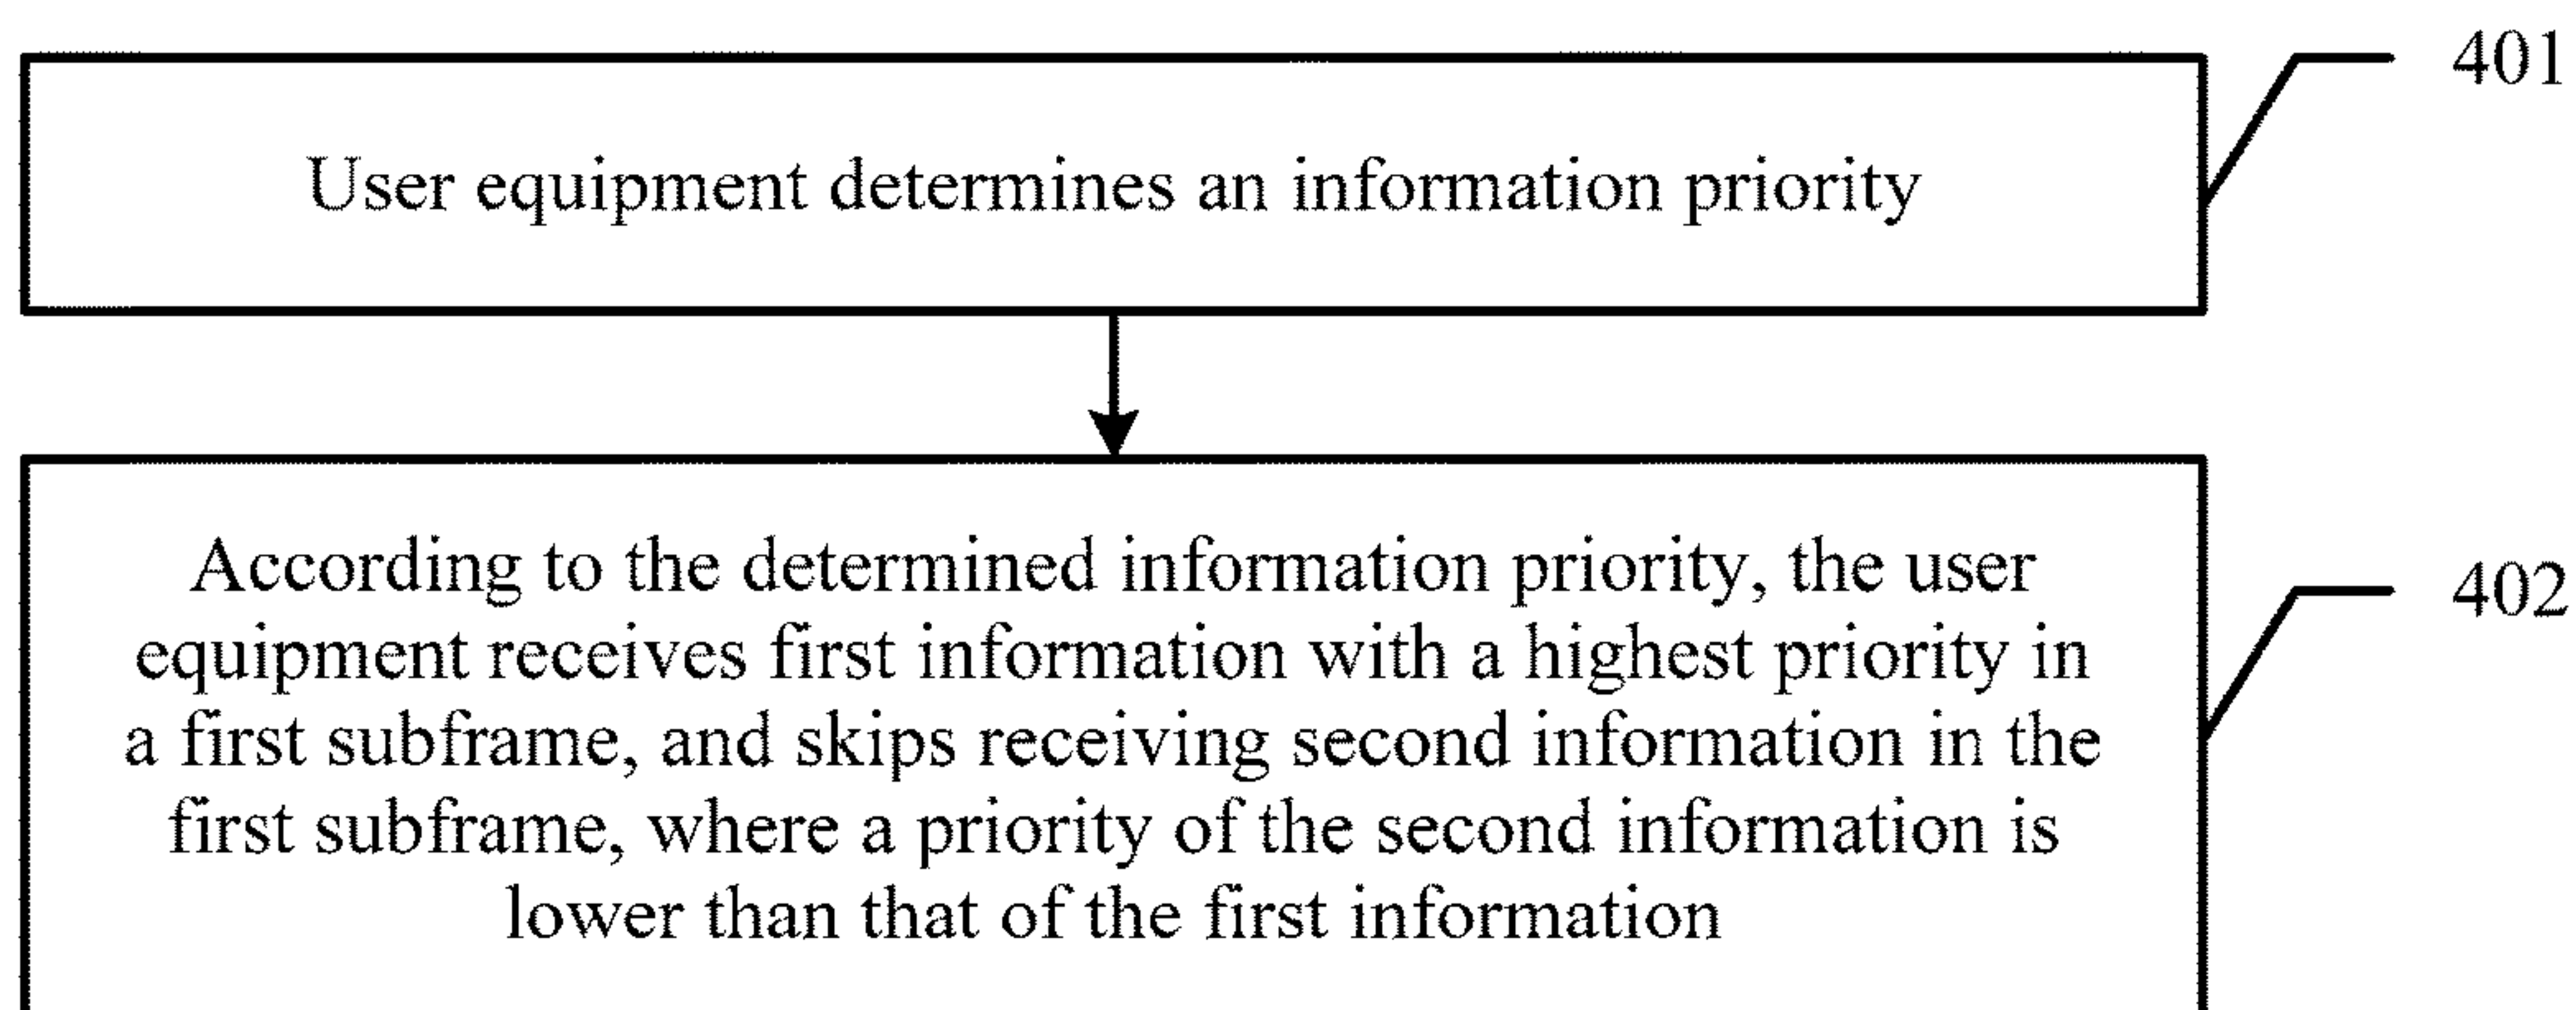 401
User equipment determines an information priority
According to the determined information priority, the user
equipment receives first information with a highest priority in
a first subframe, and skips receiving second information in the
first subframe, where a priority of the second information is
lower than that of the first information
402